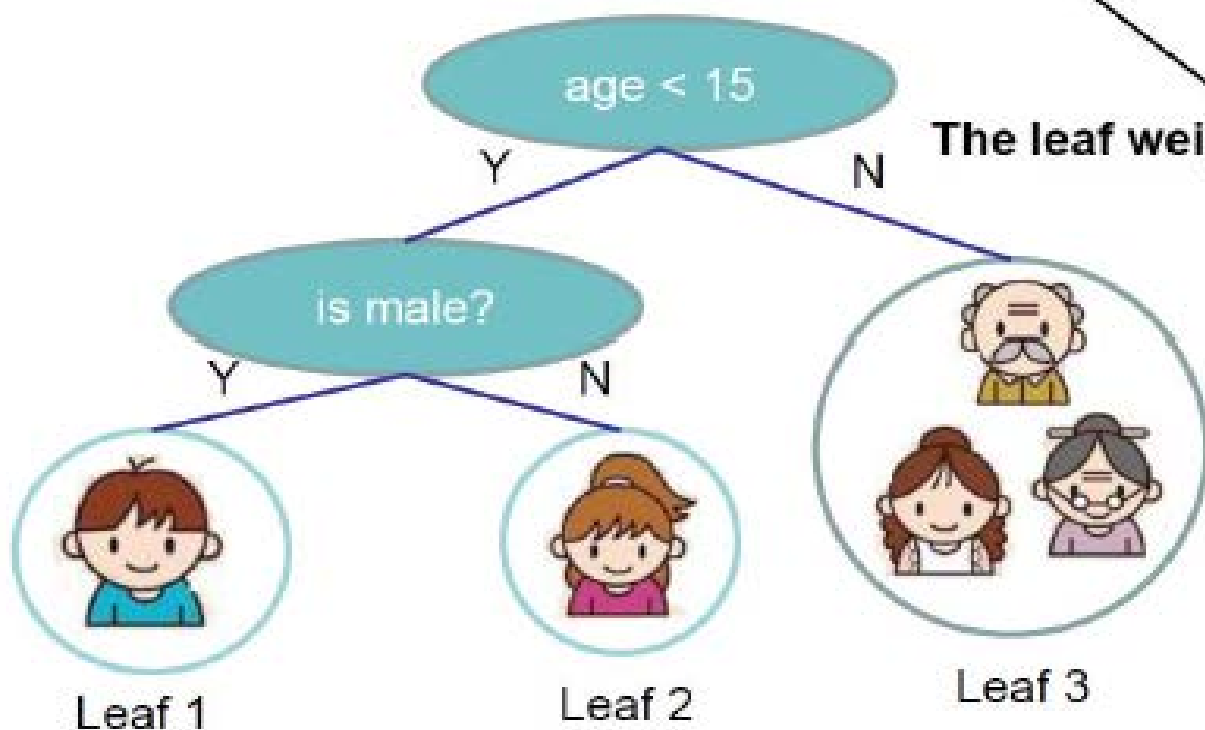 age < 15
Y
N
The leaf wei
is male?
Y
N
Leaf 1
Leaf 2
Leaf 3